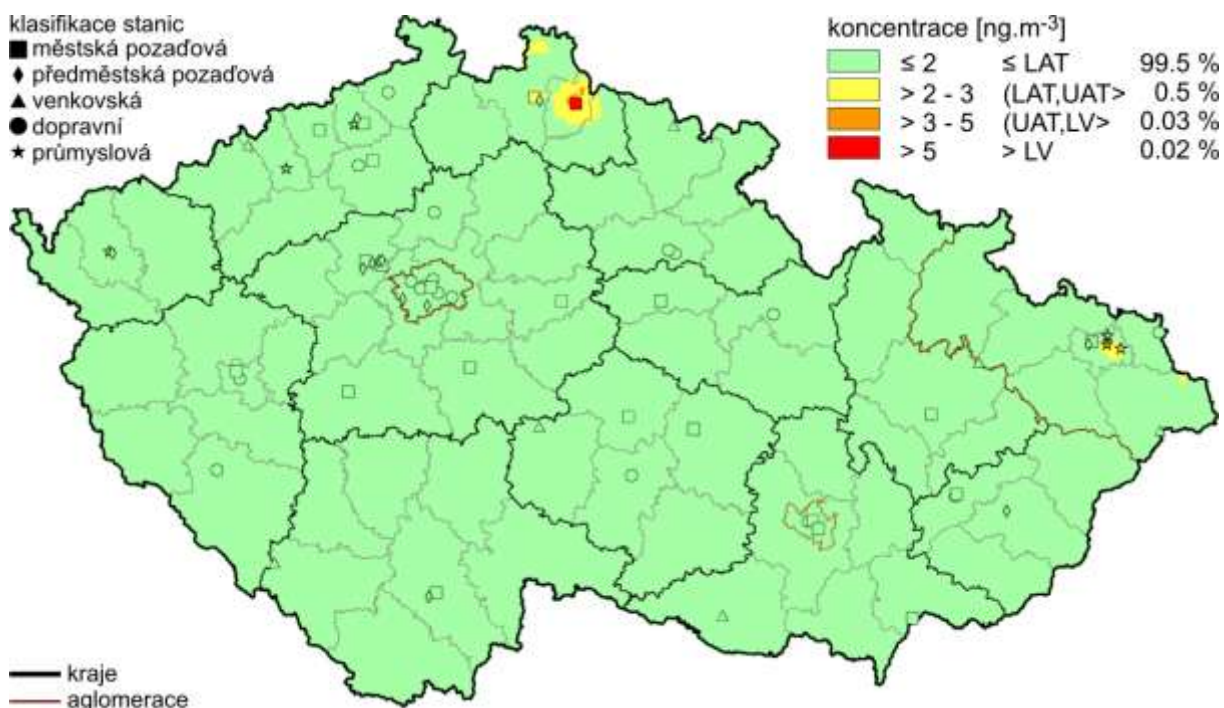 klasifikace stanic
městská pozaďová
předměstská pozaďová
venkovská
dopravní
průmyslová
koncentrace [ng.m⁻³]
≤ 2 ≤ LAT 99.5 %
> 2 - 3 (LAT,UAT> 0.5 %
> 3 - 5 (UAT,LV> 0.03 %
> 5 > LV 0.02 %
kraje
aglomerace